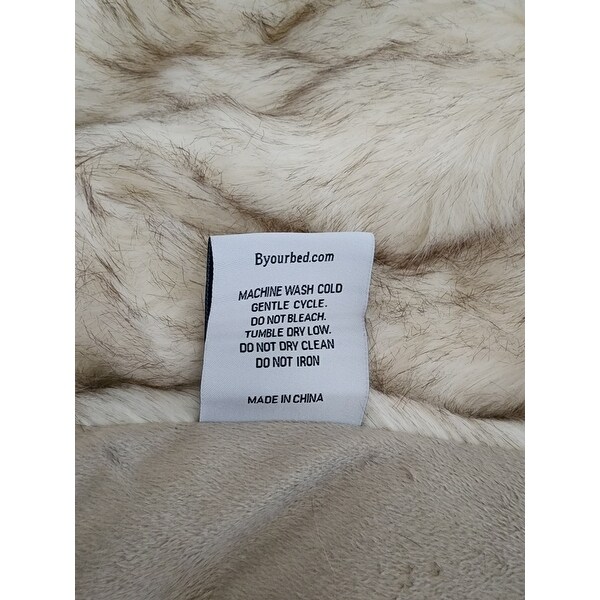 Byourbed.com
MACHINE WASH COLD
GENTLE CYCLE.
DO NOT BLEACH.
TUMBLE DRY LOW.
DO NOT DRY CLEAN
DO NOT IRON
MADE IN CHINA